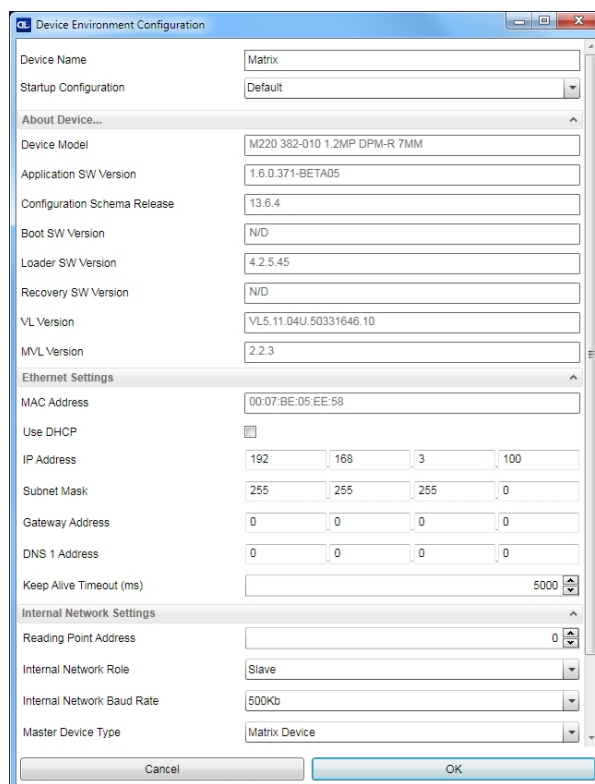 DL Device Environment Configuration
Device Name Matrix
Startup Configuration Default
About Device...
Device Model M220 382-010 1.2MP DPM-R 7MM
Application SW Version 1.6.0.371-BETA05
Configuration Schema Release 13.6.4
Boot SW Version N/D
Loader SW Version 4.2.5.45
Recovery SW Version N/D
VL Version VL5.11.04U.50331646.10
MVL Version 2.2.3
Ethernet Settings
MAC Address 00:07:BE:05:EE:58
Use DHCP
IP Address 192 . 168 . 3 . 100
Subnet Mask 255 . 255 . 255 . 0
Gateway Address 0 . 0 . 0 . 0
DNS 1 Address 0 . 0 . 0 . 0
Keep Alive Timeout (ms) 5000
Internal Network Settings
Reading Point Address 0
Internal Network Role Slave
Internal Network Baud Rate 500Kb
Master Device Type Matrix Device
Cancel OK